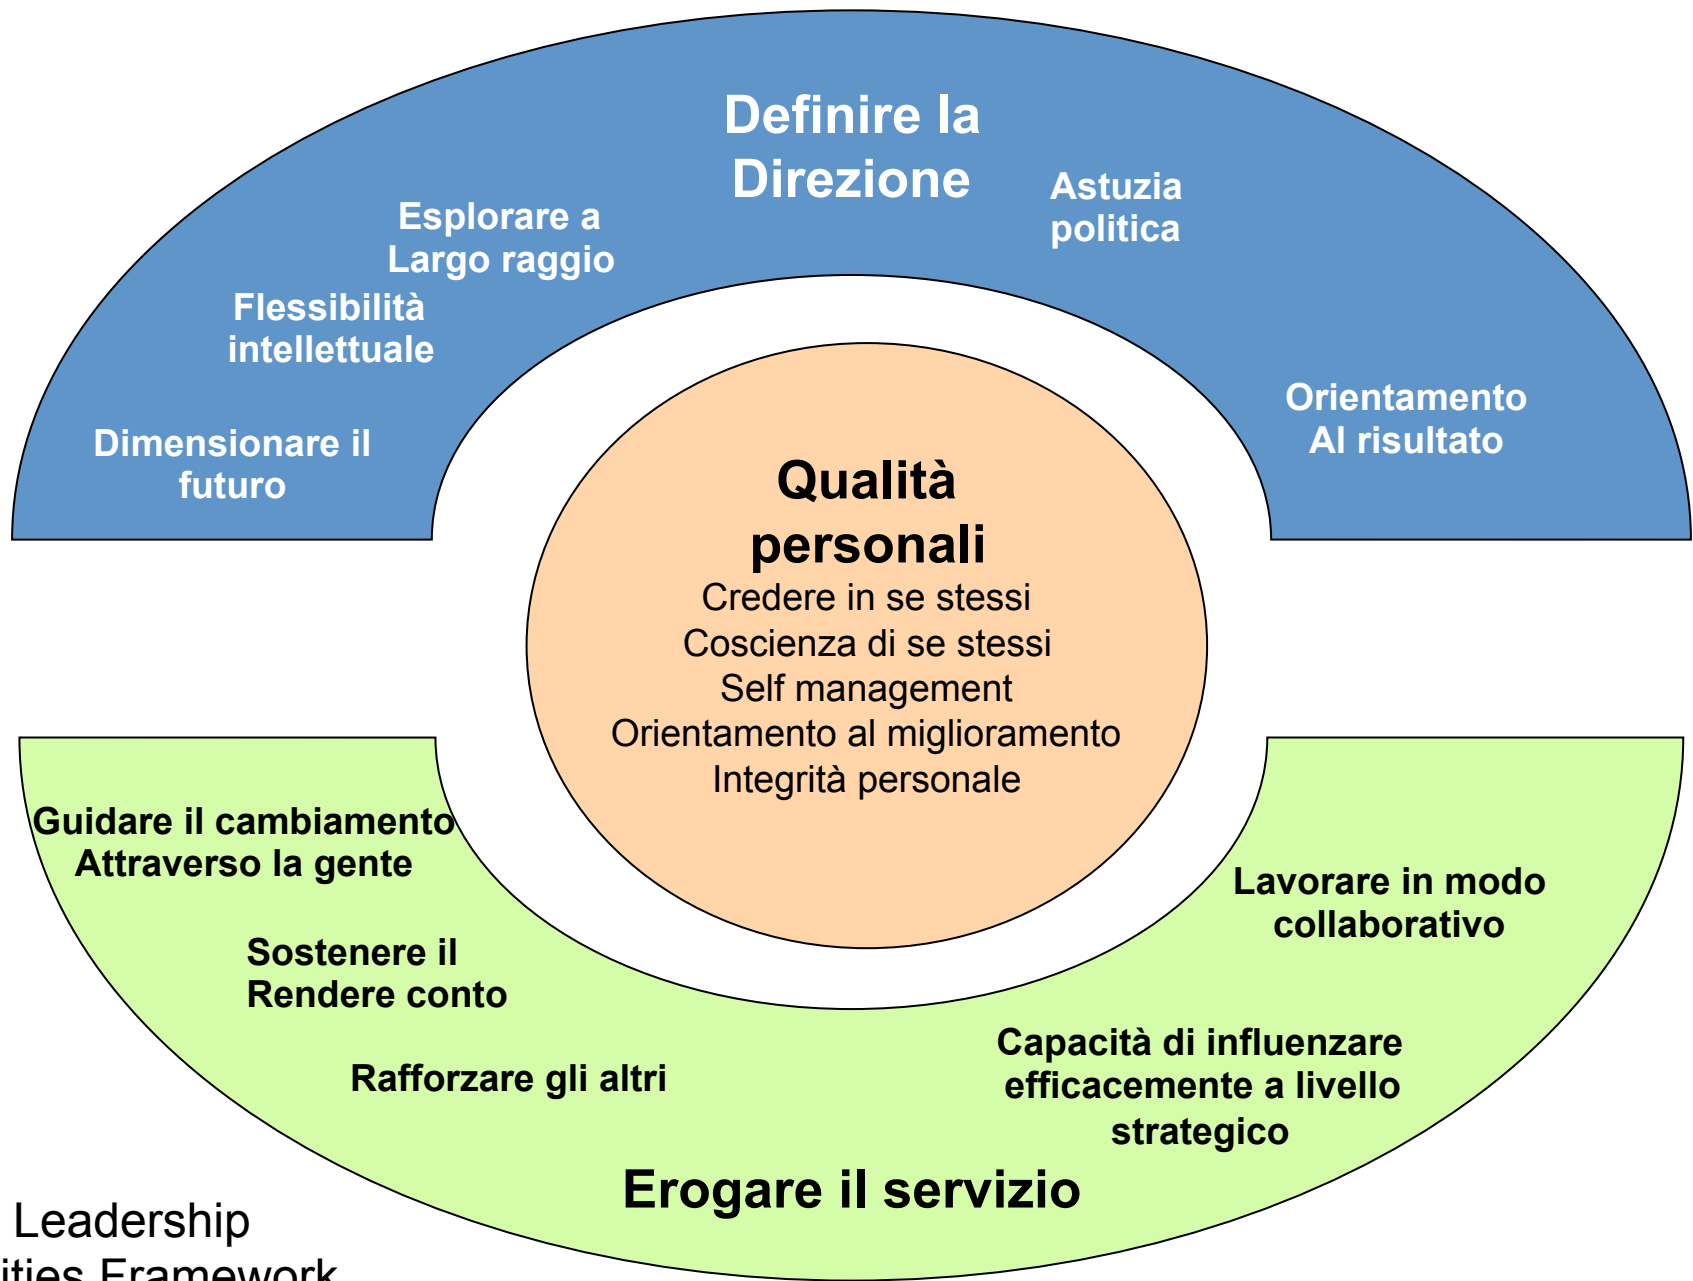 Definire la
Direzione
Astuzia
politica
Esplorare a
Largo raggio
Flessibilità
intellettuale
Orientamento
Al risultato
Dimensionare il
futuro
Qualità
personali
Credere in se stessi
Coscienza di se stessi
Self management
Orientamento al miglioramento
Integrità personale
Guidare il cambiamento
Attraverso la gente
Lavorare in modo
collaborativo
Sostenere il
Rendere conto
Capacità di influenzare
efficacemente a livello
strategico
Rafforzare gli altri
Erogare il servizio
Leadership
ities Framework